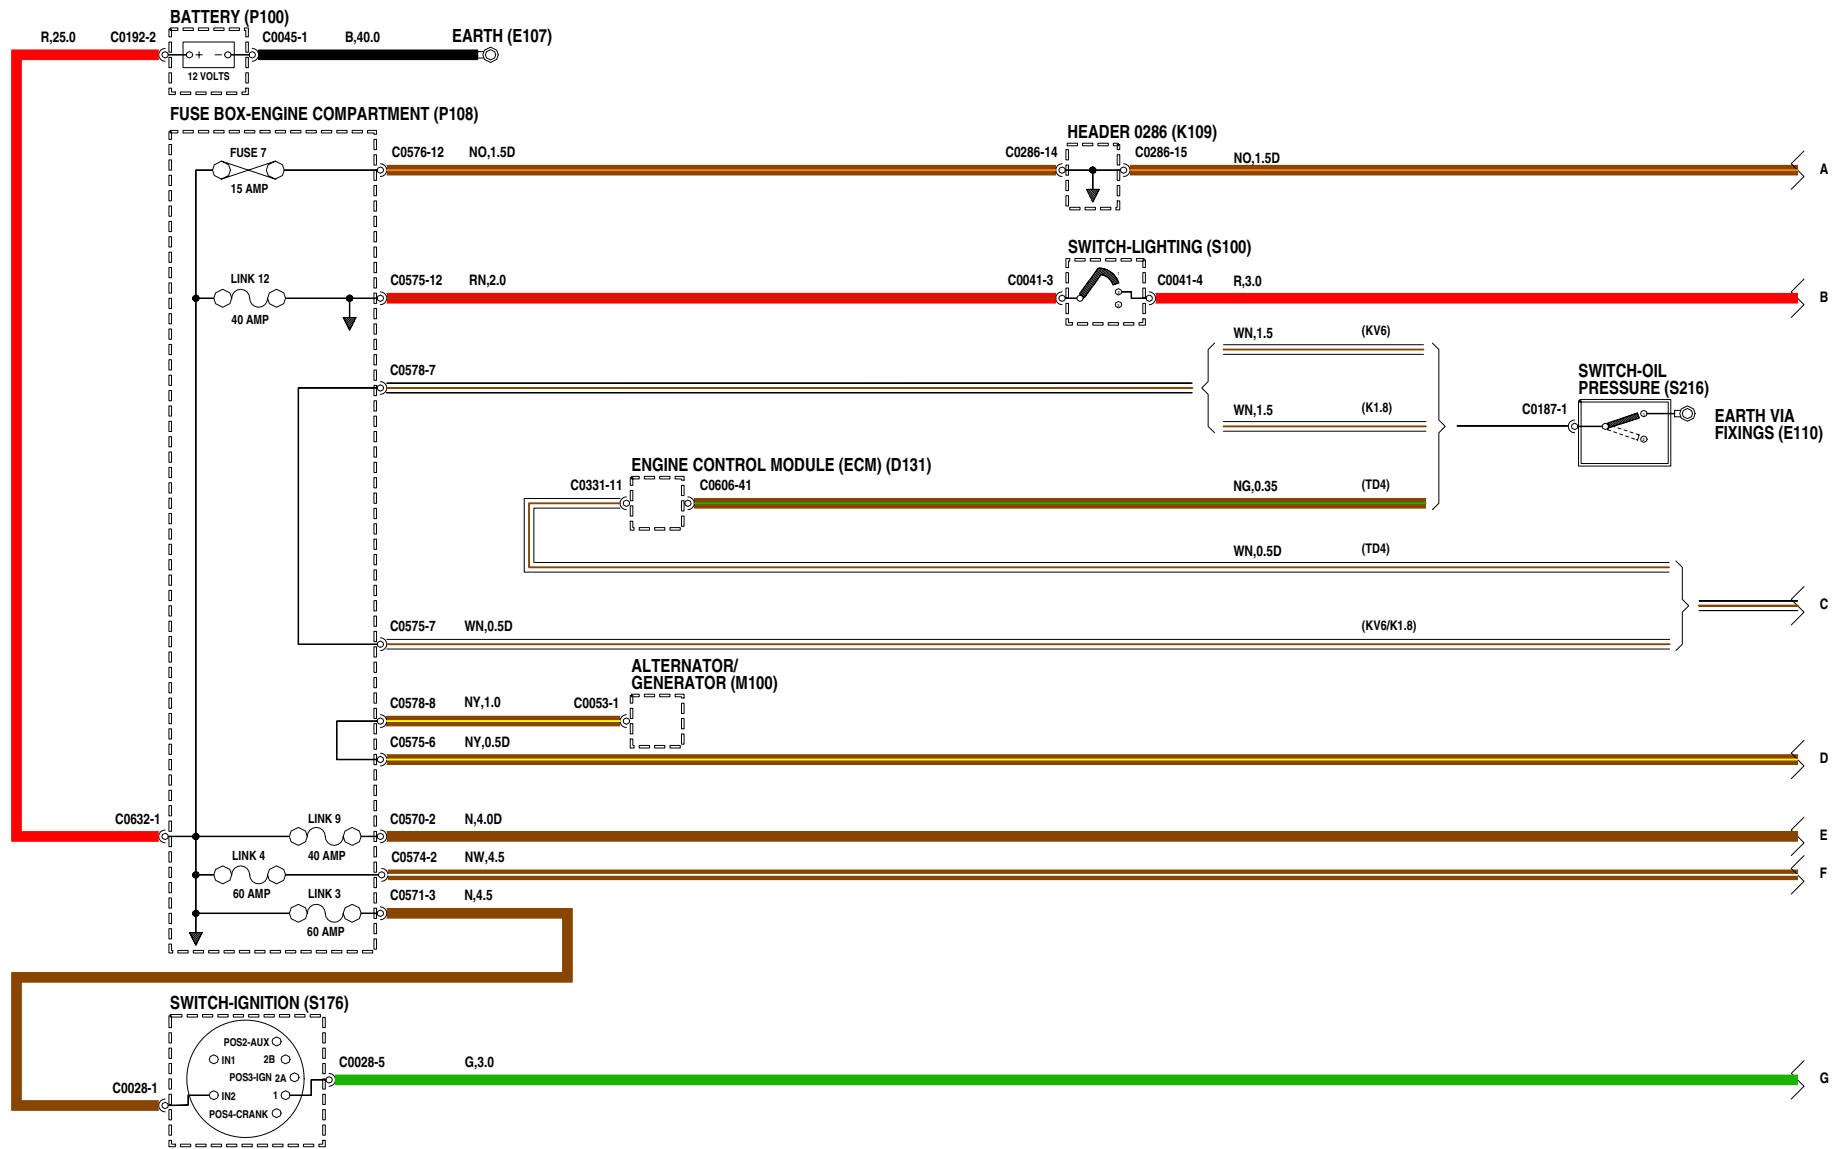 BATTERY (P100)
R,25.0 C0192-2 C0045-1 B,40.0 EARTH (E107)
+ −
12 VOLTS
FUSE BOX-ENGINE COMPARTMENT (P108)
HEADER 0286 (K109)
FUSE 7 C0576-12 NO,1.5D C0286-14 C0286-15 NO,1.5D
A
15 AMP
SWITCH-LIGHTING (S100)
LINK 12 C0575-12 RN,2.0 C0041-3 C0041-4 R,3.0
B
40 AMP
WN,1.5 (KV6)
C0578-7
SWITCH-OIL
PRESSURE (S216)
WN,1.5 (K1.8) C0187-1
EARTH VIA
FIXINGS (E110)
ENGINE CONTROL MODULE (ECM) (D131)
C0331-11 C0606-41 NG,0.35 (TD4)
WN,0.5D (TD4)
C
C0575-7 WN,0.5D (KV6/K1.8)
ALTERNATOR/
GENERATOR (M100)
C0578-8 NY,1.0 C0053-1
C0575-6 NY,0.5D
D
C0632-1 LINK 9 C0570-2 N,4.0D
E
40 AMP
LINK 4 C0574-2 NW,4.5
F
60 AMP
LINK 3 C0571-3 N,4.5
60 AMP
SWITCH-IGNITION (S176)
POS2-AUX
IN1 2B
C0028-5 G,3.0
POS3-IGN 2A
G
C0028-1 IN2 1
POS4-CRANK